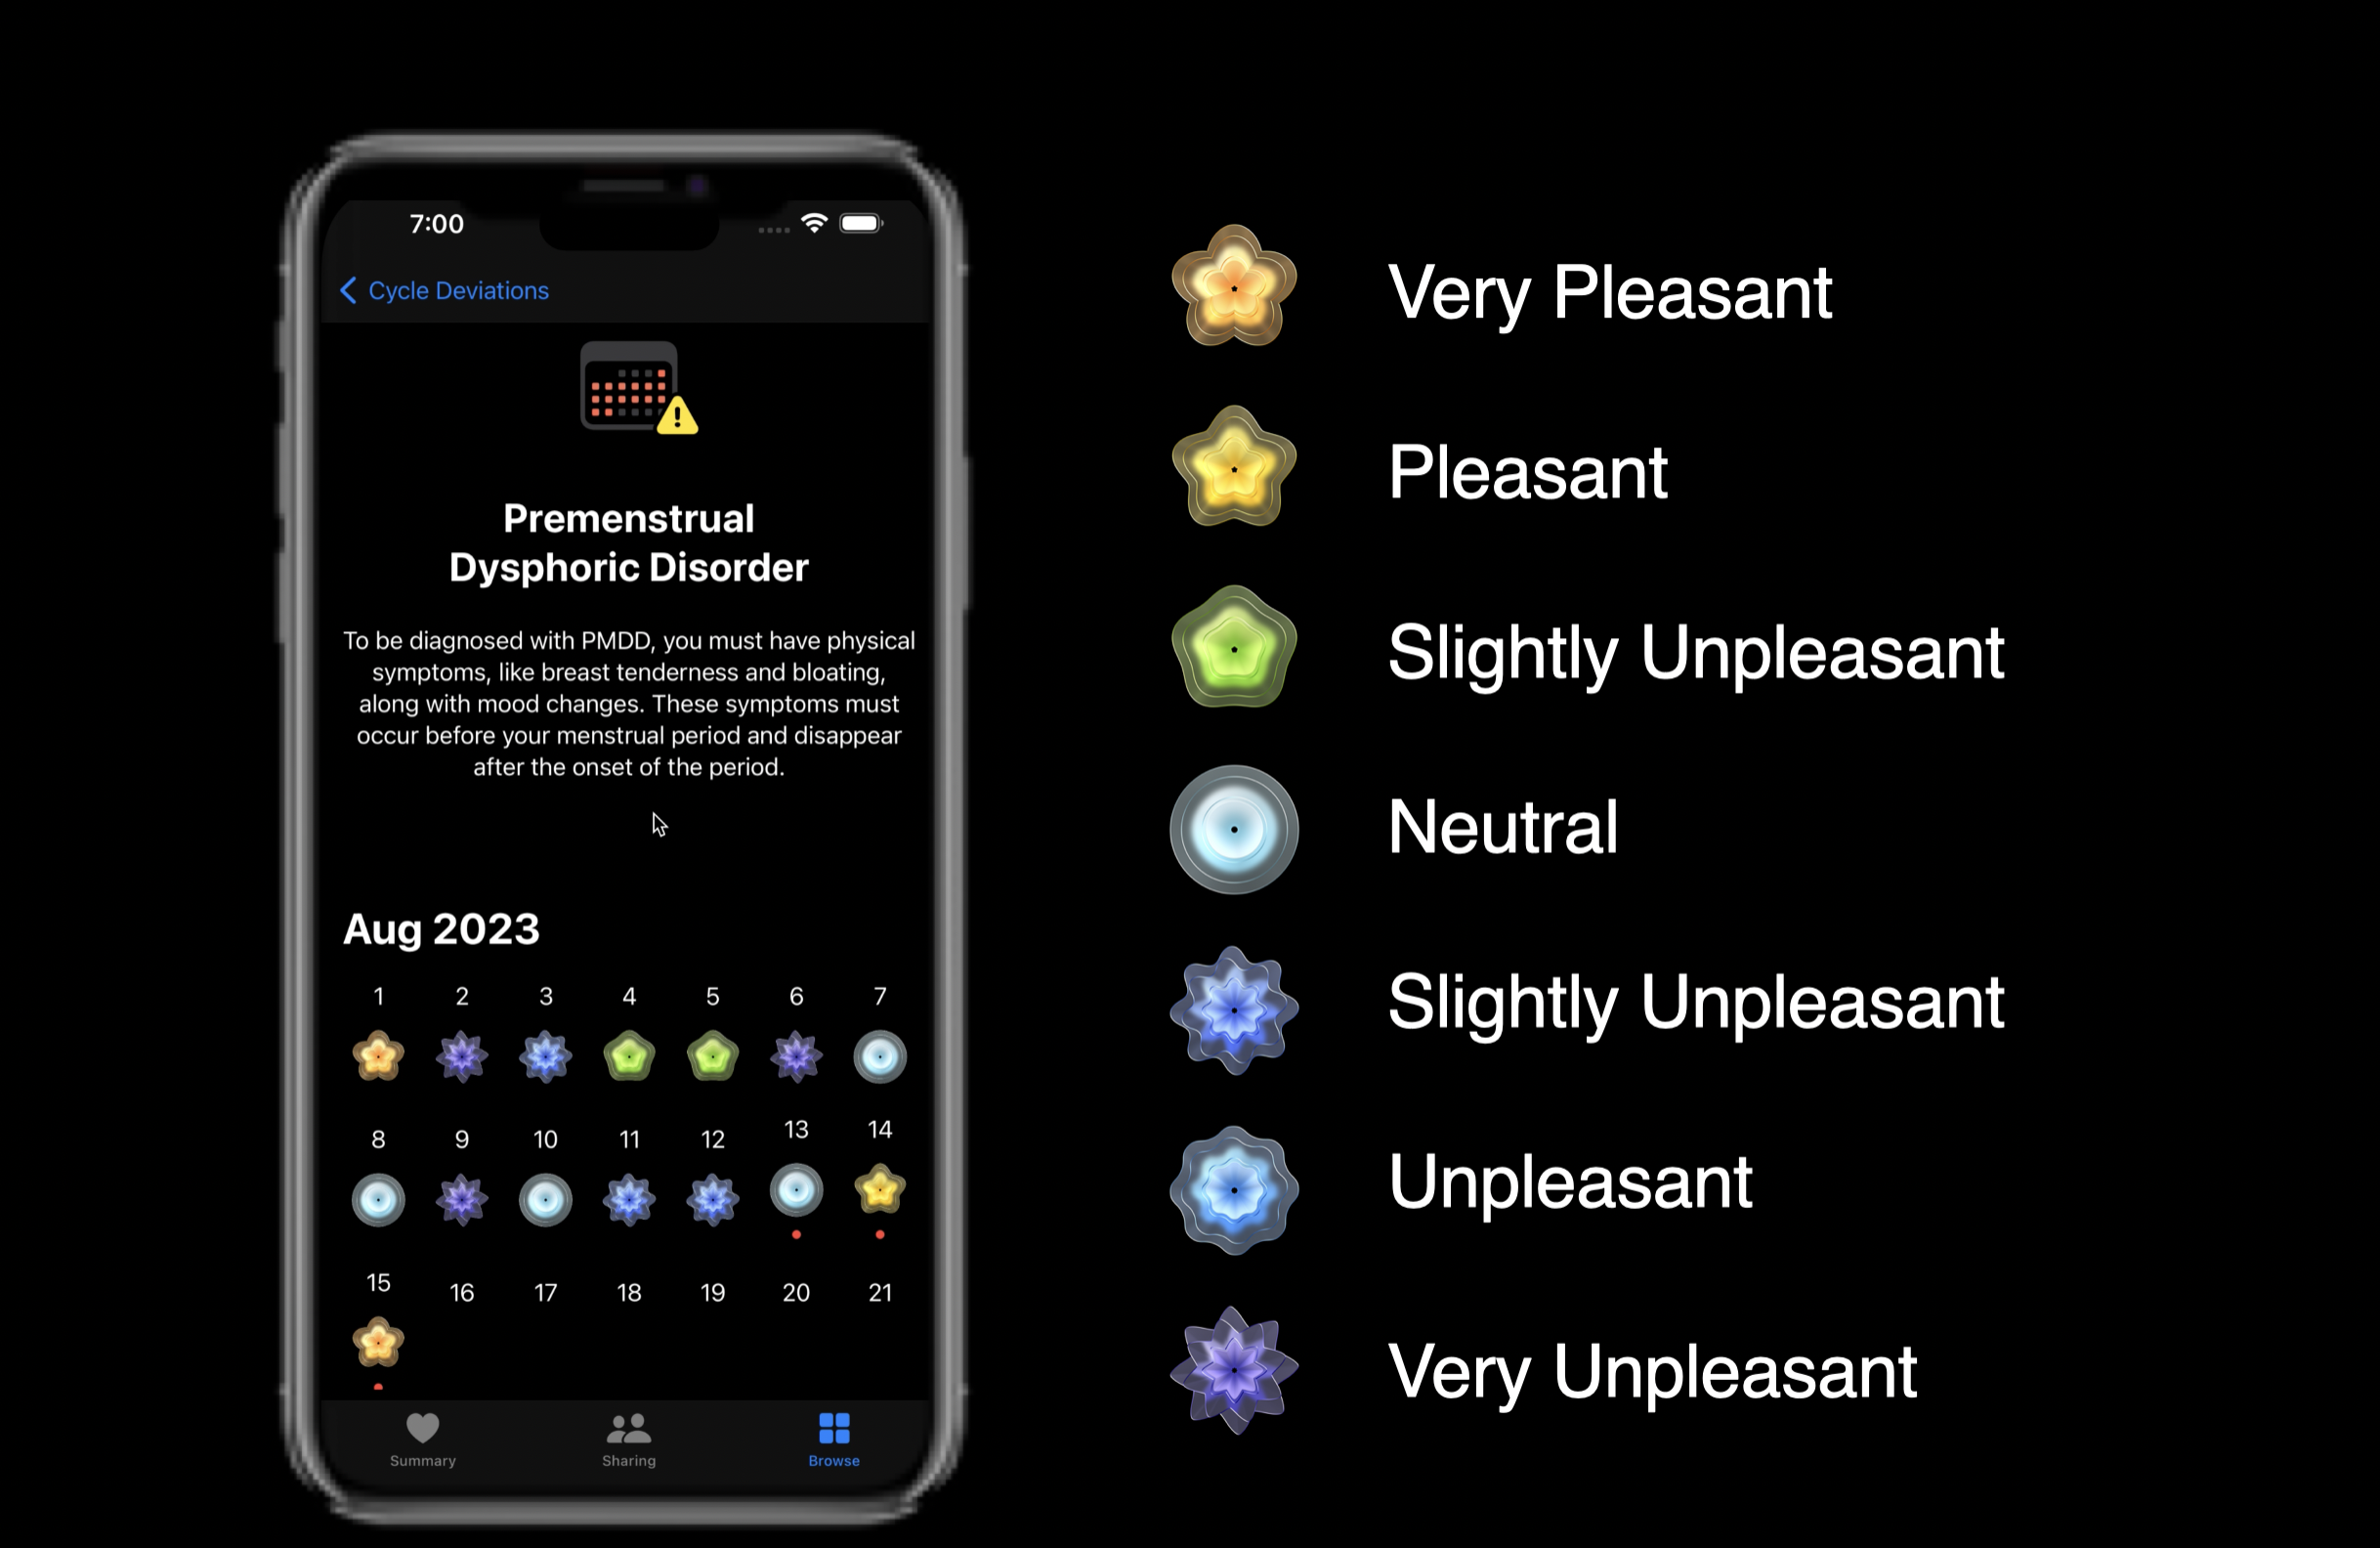 7:00
Cycle Deviations
Premenstrual
Dysphoric Disorder
To be diagnosed with PMDD, you must have physical
symptoms, like breast tenderness and bloating,
along with mood changes. These symptoms must
occur before your menstrual period and disappear
after the onset of the period.
Aug 2023
1 2 3 4 5 6 7
8 9 10 11 12 13 14
15 16 17 18 19 20 21
Summary Sharing Browse
Very Pleasant
Pleasant
Slightly Unpleasant
Neutral
Slightly Unpleasant
Unpleasant
Very Unpleasant